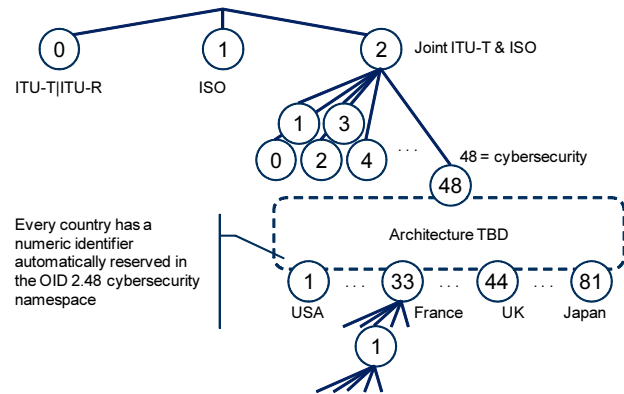 0
1
2
Joint ITU-T & ISO
ITU-T|ITU-R
ISO
1
3
0
2
4
. . .
48 = cybersecurity
48
Every country has a
numeric identifier
automatically reserved in
the OID 2.48 cybersecurity
namespace
Architecture TBD
1
. . .
33
. . .
44
. . .
81
USA
France
UK
Japan
1